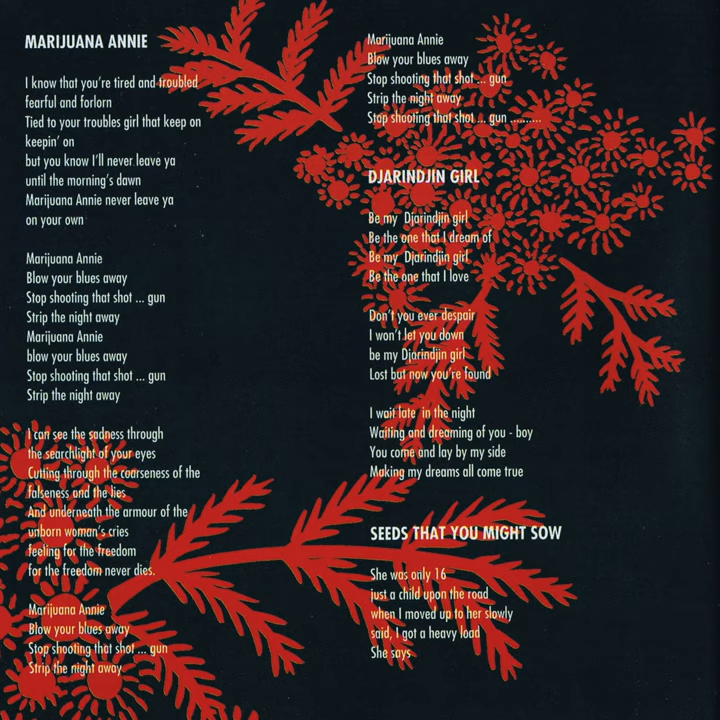 MARIJUANA ANNIE
I know that you're tired and troubled
fearful and forlorn
Tied to your troubles girl that keep on
keepin' on
but you know I'll never leave ya
until the morning's dawn
Marijuana Annie never leave ya
on your own
Marijuana Annie
Blow your blues away
Stop shooting that shot ... gun
Strip the night away
Marijuana Annie
blow your blues away
Stop shooting that shot ... gun
Strip the night away
I can see the sadness through
the searchlight of your eyes
Cutting through the coarseness of the
falseness and the lies
And underneath the armour of the
unborn woman's cries
feeling for the freedom
for the freedom never dies.
Marijuana Annie
Blow your blues away
Stop shooting that shot ... gun
Strip the night away
Marijuana Annie
Blow your blues away
Stop shooting that shot ... gun
Strip the night away
Stop shooting that shot ... gun ..........
DJARINDJIN GIRL
Be my Djarindjin girl
Be the one that I dream of
Be my Djarindjin girl
Be the one that I love
Don't you ever despair
I won't let you down
be my Djarindjin girl
Lost but now you're found
I wait late in the night
Waiting and dreaming of you - boy
You come and lay by my side
Making my dreams all come true
SEEDS THAT YOU MIGHT SOW
She was only 16
just a child upon the road
when I moved up to her slowly
said, I got a heavy load
She says